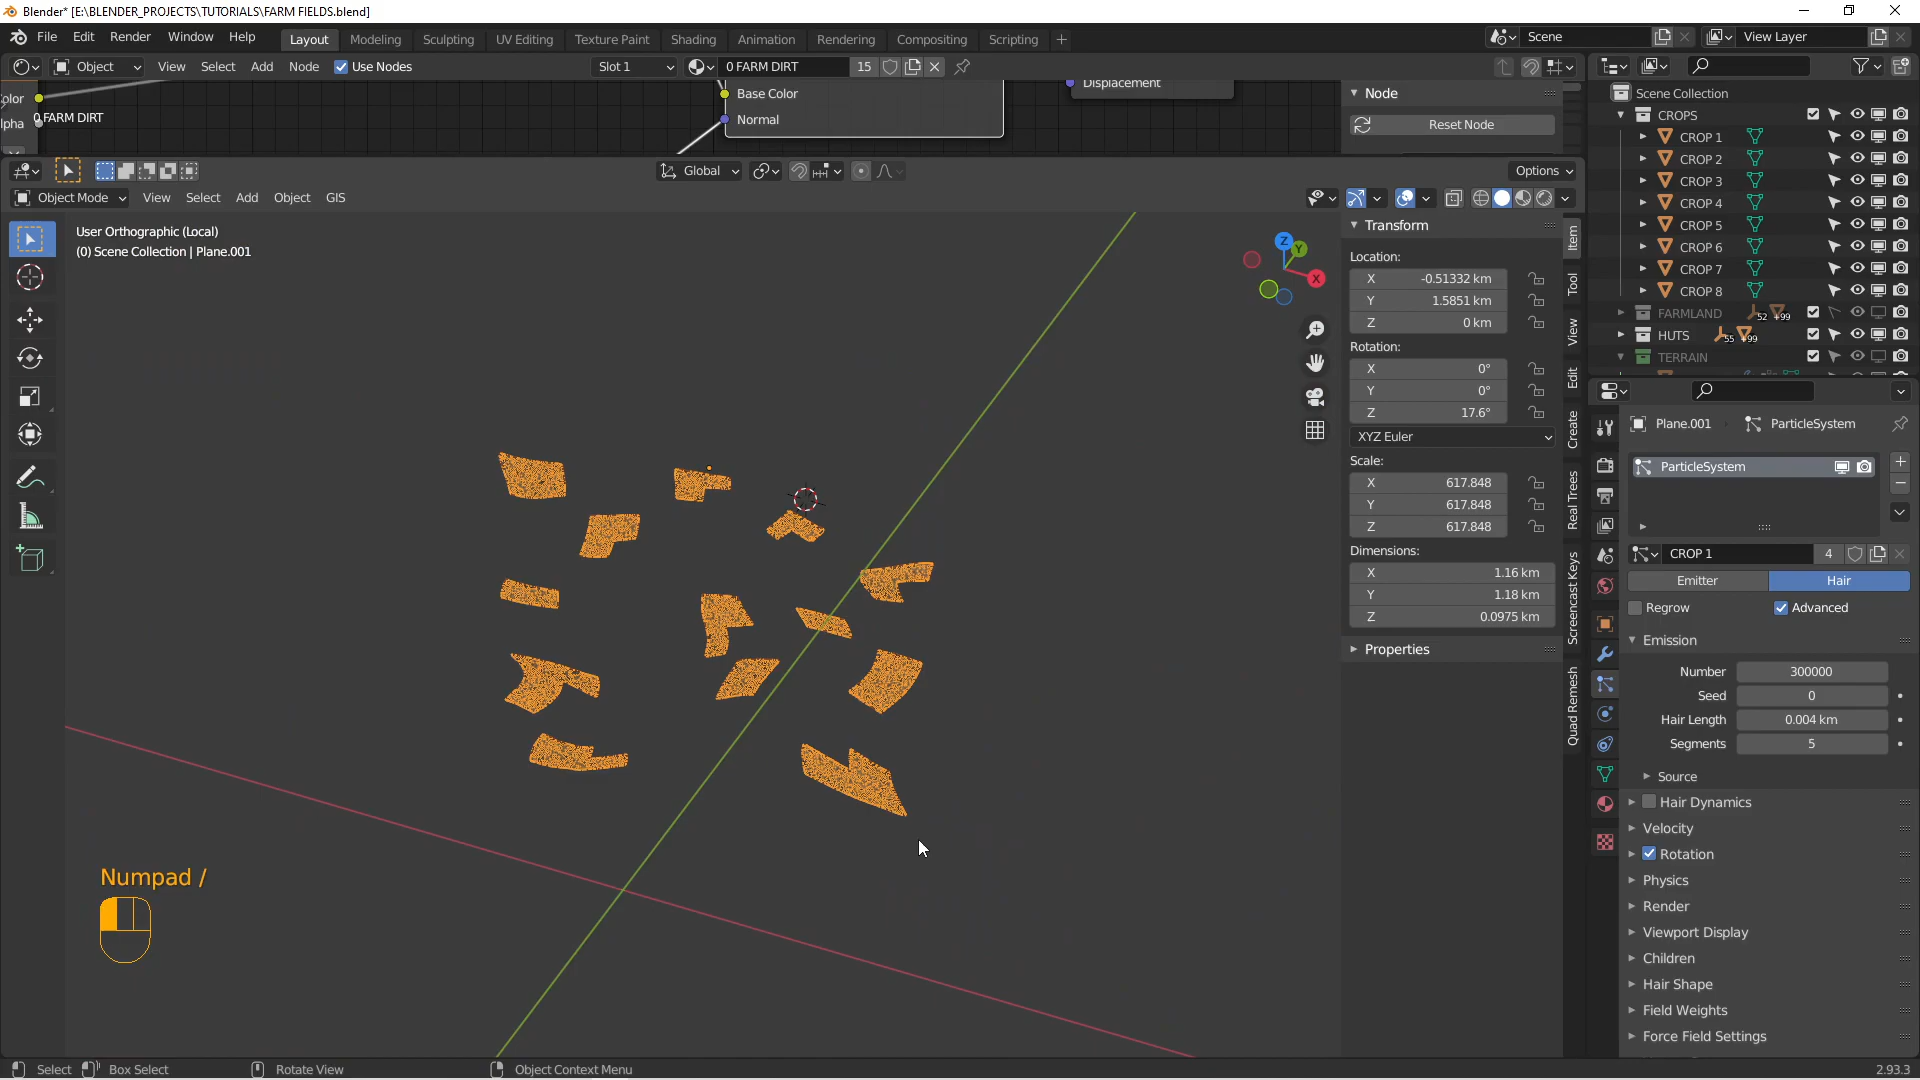 Blender* [E:\BLENDER_PROJECTS\TUTORIALS\FARM FIELDS.blend]
File Edit Render Window Help Layout Modeling Sculpting UV Editing Texture Paint Shading Animation Rendering Compositing Scripting + Scene View Layer
Object View Select Add Node Use Nodes Slot 1 0 FARM DIRT 15
olor
lpha
0 FARM DIRT
Base Color
Normal
Displacement
Node
Reset Node
Global Options
Object Mode View Select Add Object GIS
User Orthographic (Local)
(0) Scene Collection | Plane.001
Z
Y
X
Numpad /
Transform
Location:
X -0.51332 km
Y 1.5851 km
Z 0 km
Rotation:
X 0°
Y 0°
Z 17.6°
XYZ Euler
Scale:
X 617.848
Y 617.848
Z 617.848
Dimensions:
X 1.16 km
Y 1.18 km
Z 0.0975 km
Properties
Item
Tool
View
Edit
Create
Real Trees
Screencast Keys
Quad Remesh
Scene Collection
CROPS
CROP 1
CROP 2
CROP 3
CROP 4
CROP 5
CROP 6
CROP 7
CROP 8
FARMLAND 52 +99
HUTS 55 +99
TERRAIN
Plane.001 ParticleSystem
ParticleSystem
CROP 1 4
Emitter Hair
Regrow Advanced
Emission
Number 300000
Seed 0
Hair Length 0.004 km
Segments 5
Source
Hair Dynamics
Velocity
Rotation
Physics
Render
Viewport Display
Children
Hair Shape
Field Weights
Force Field Settings
Select Box Select Rotate View Object Context Menu 2.93.3